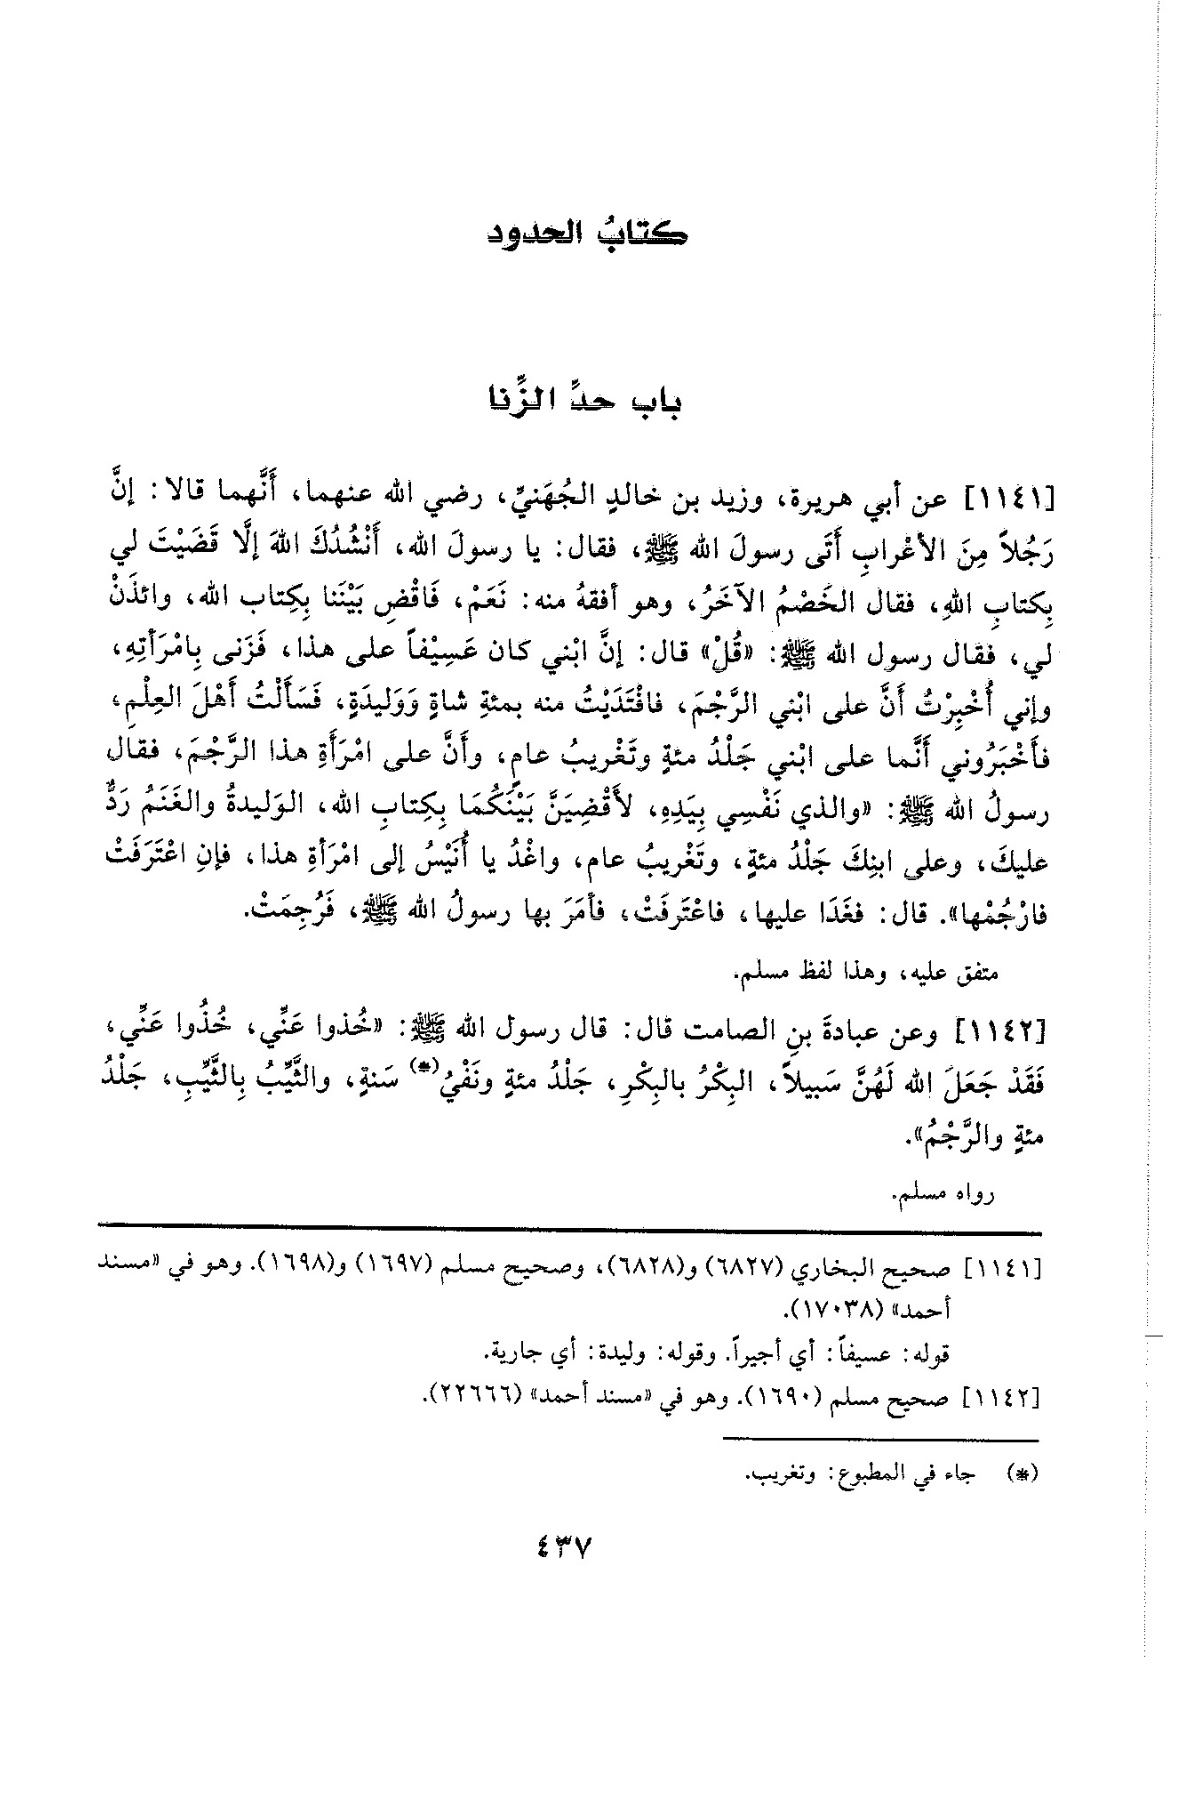 كتابُ الحدود
باب حدِّ الزِّنا
[١١٤١] عن أبي هريرة، وزيد بن خالدٍ الجُهَنيِّ، رضي الله عنهما، أَنَّهما قالا: إنَّ
رَجُلاً مِنَ الأعْرابِ أَتَى رسولَ الله ﷺ، فقال: يا رسولَ الله، أَنْشُدُكَ اللهَ إلَّا قَضَيْتَ لي
بِكتابِ اللهِ، فقال الخَصْمُ الآخَرُ، وهو أفقهُ منه: نَعَمْ، فَاقْضِ بَيْنَنا بِكِتاب الله، وائذَنْ
لي، فقال رسول الله ﷺ: «قُلْ» قال: إنَّ ابْني كان عَسِيْفاً على هذا، فَزَنى بِامْرَأتِهِ،
وإني أُخْبِرْتُ أَنَّ على ابْني الرَّجْمَ، فافْتَدَيْتُ منه بمئةِ شاةٍ وَوَليدَةٍ، فَسَأَلْتُ أَهْلَ العِلْمِ،
فأَخْبَرُوني أَنَّما على ابْني جَلْدُ مئةٍ وتَغْريبُ عامٍ، وأَنَّ على امْرَأَةِ هذا الرَّجْمَ، فقال
رسولُ الله ﷺ: «والذي نَفْسِي بِيَدِهِ، لأَقْضِيَنَّ بَيْنَكُمَا بِكِتابِ الله، الوَليدةُ والغَنَمُ رَدٌّ
عليكَ، وعلى ابنِكَ جَلْدُ مئةٍ، وتَغْريبُ عام، واغْدُ يا أُنَيْسُ إلى امْرَأةِ هذا، فإنِ اعْتَرَفَتْ
فارْجُمْها». قال: فغَدَا عليها، فاعْتَرفَتْ، فأمَرَ بها رسولُ الله ﷺ، فَرُجِمَتْ.
متفق عليه، وهذا لفظ مسلم.
[١١٤٢] وعن عبادةَ بنِ الصامت قال: قال رسول الله ﷺ: «خُذوا عَنِّي، خُذُوا عَنِّي،
فَقَدْ جَعَلَ الله لَهُنَّ سَبيلاً، البِكْرُ بالبِكْرِ، جَلْدُ مئةٍ ونَفْيُ(*) سَنةٍ، والثَّيِّبُ بِالثَّيِّبِ، جَلْدُ
مئةٍ والرَّجْمُ».
رواه مسلم.
[١١٤١] صحيح البخاري (٦٨٢٧) و(٦٨٢٨)، وصحيح مسلم (١٦٩٧) و(١٦٩٨). وهو في «مسند
أحمد» (١٧٠٣٨).
قوله: عسيفاً: أي أجيراً. وقوله: وليدة: أي جارية.
[١١٤٢] صحيح مسلم (١٦٩٠). وهو في «مسند أحمد» (٢٢٦٦٦).
(*) جاء في المطبوع: وتغريب.
٤٣٧